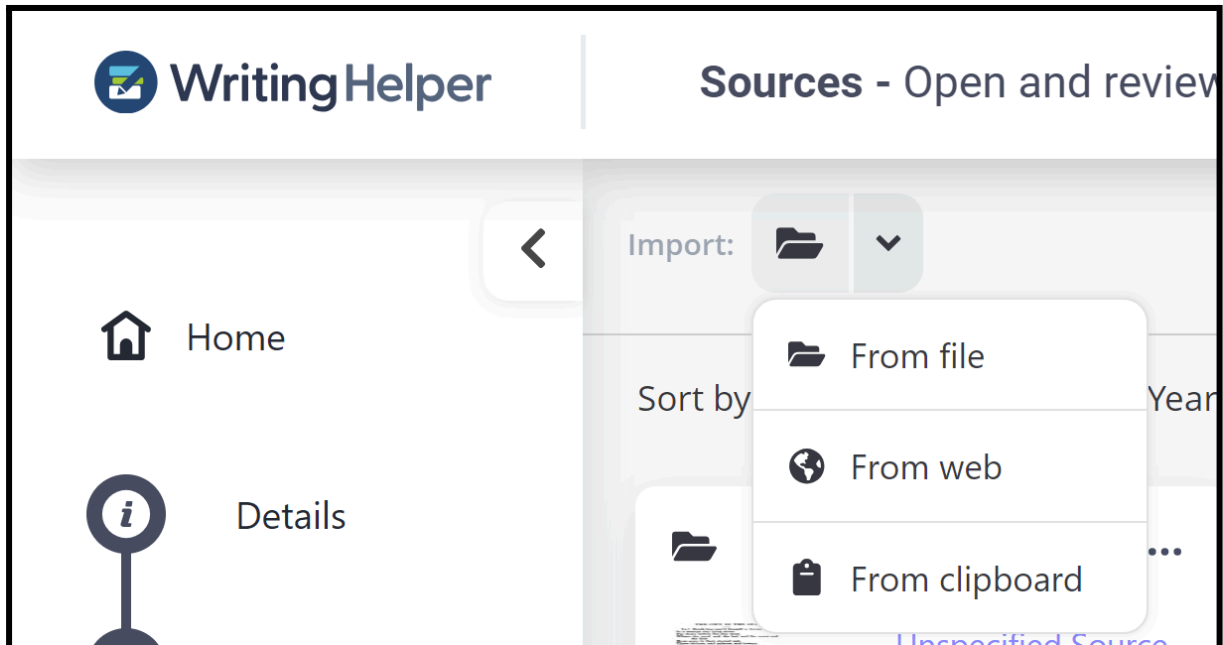 WritingHelper
Sources - Open and review
Import:
Home
From file
Sort by
Year
From web
Details
From clipboard
Unspecified Source